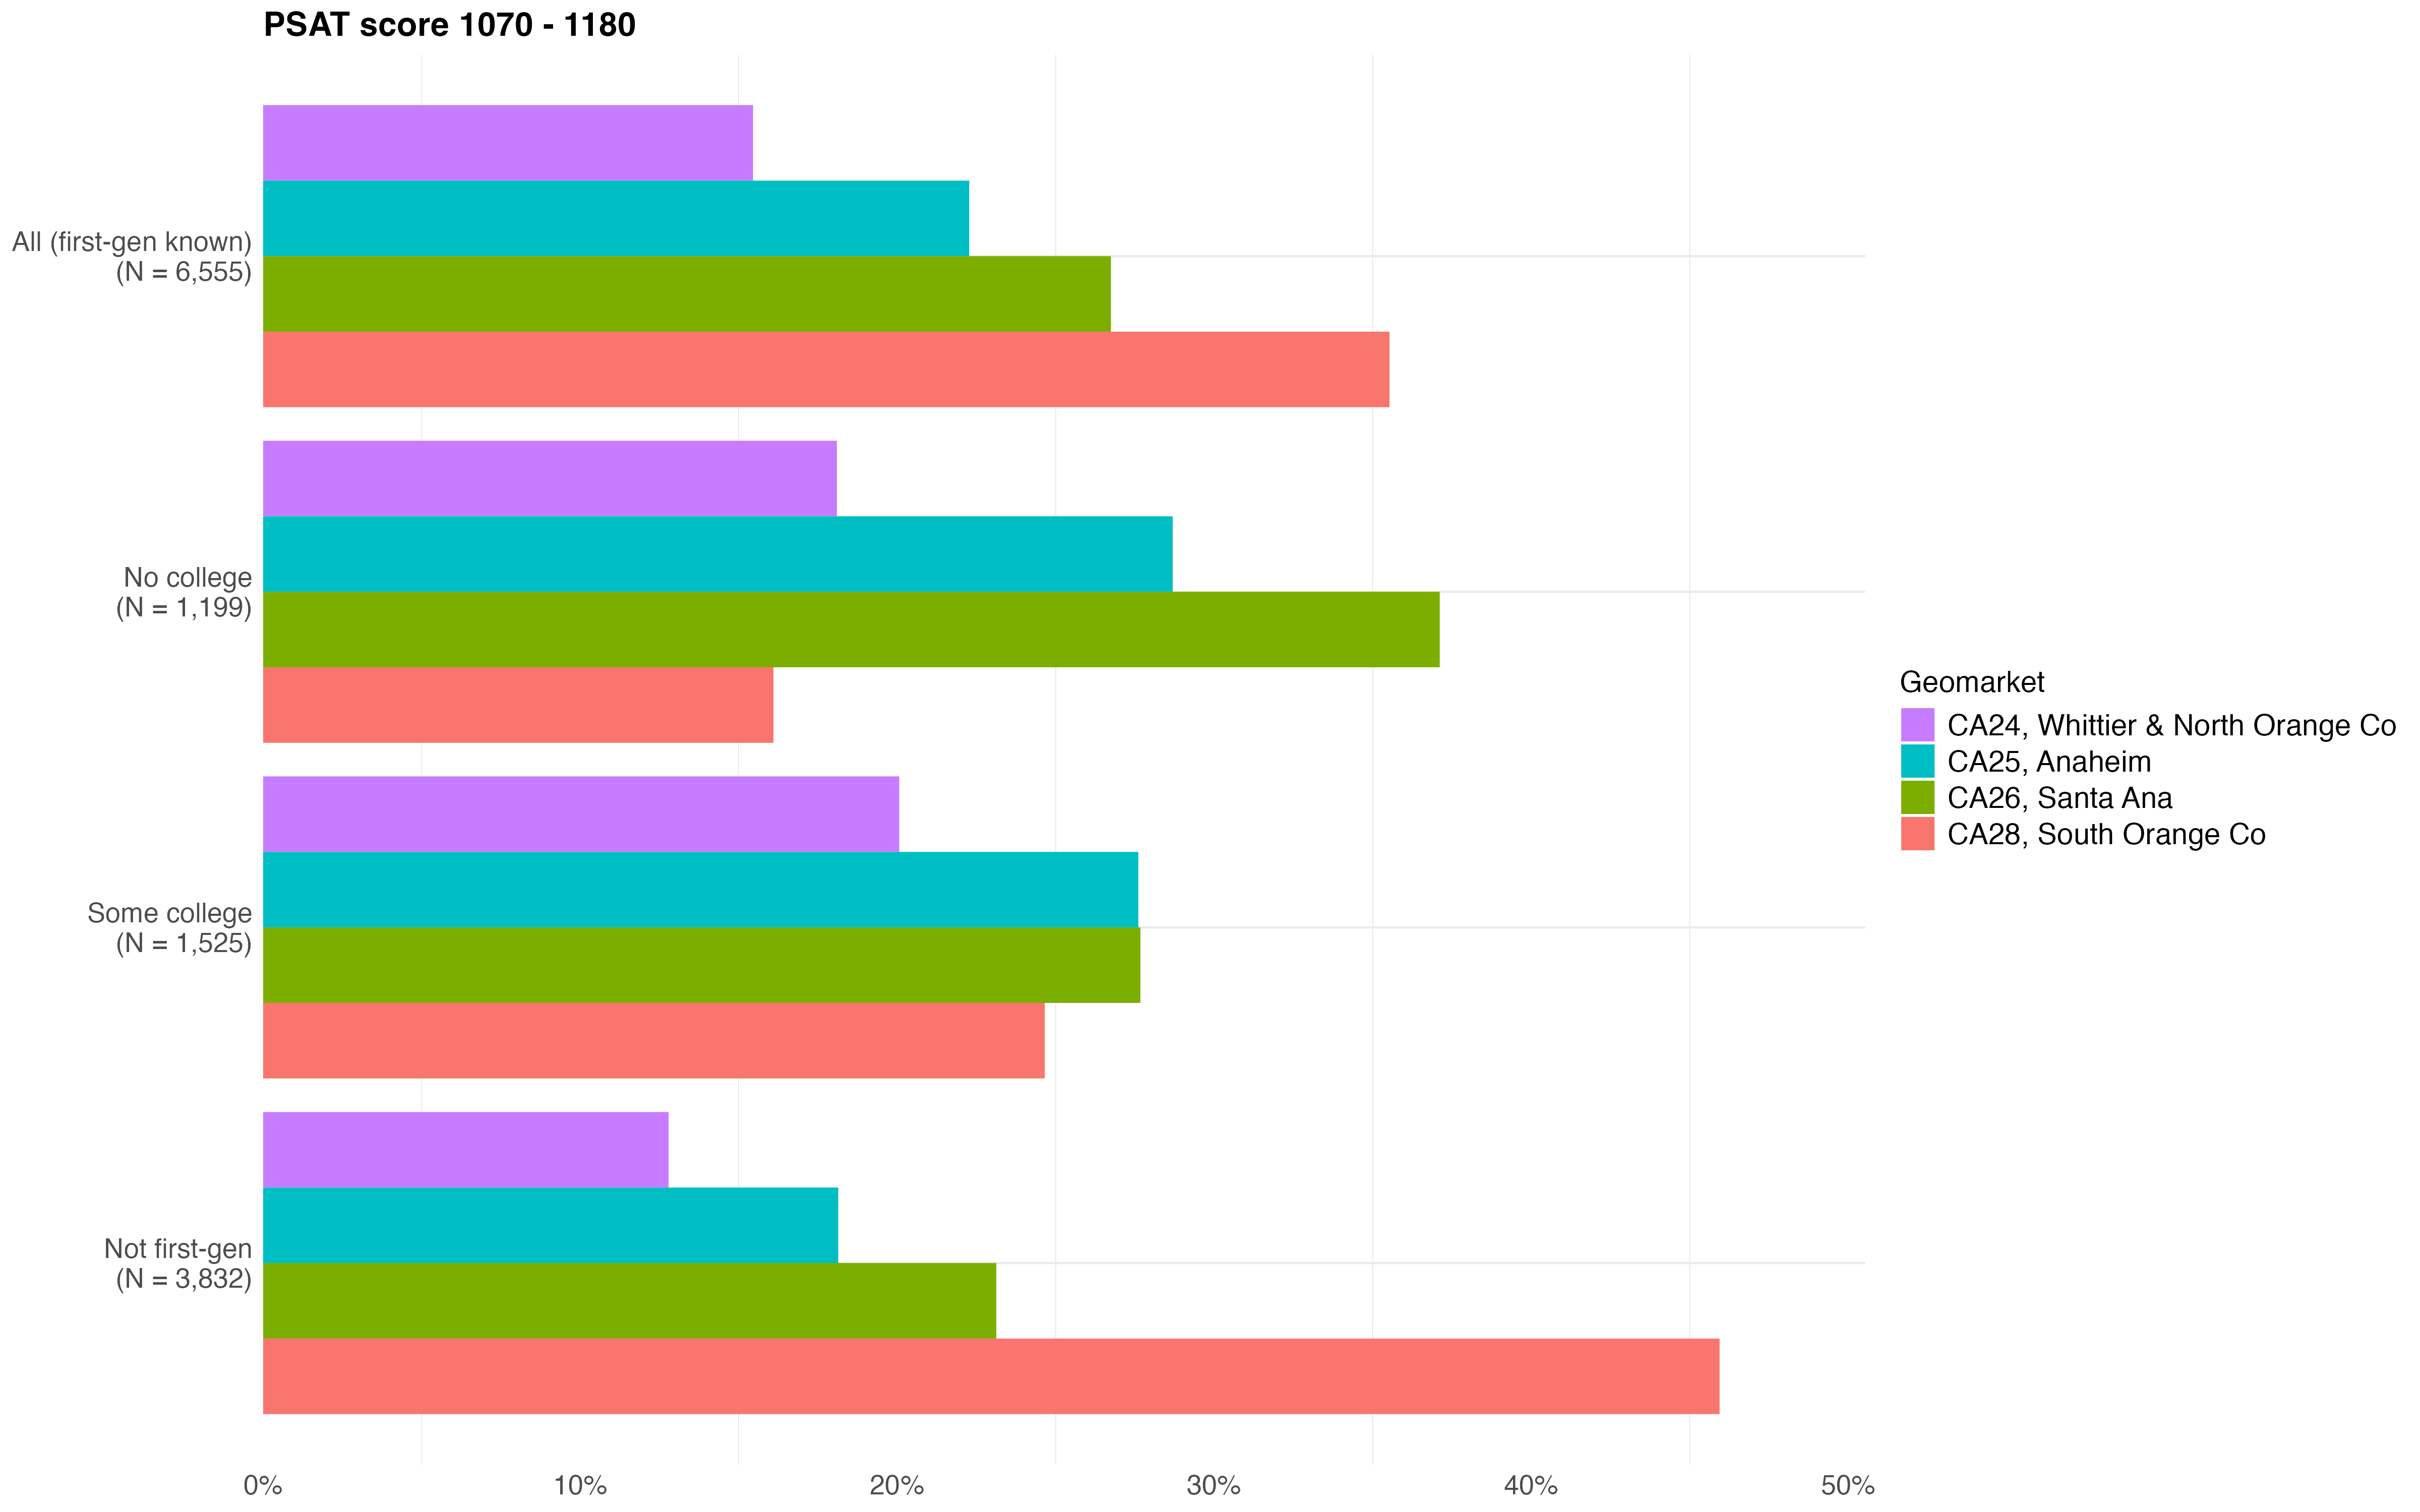 PSAT score 1070 - 1180
All (first-gen known)
(N = 6,555)
No college
(N = 1,199)
Some college
(N = 1,525)
Not first-gen
(N = 3,832)
0%
10%
20%
30%
40%
50%
Geomarket
CA24, Whittier & North Orange Co
CA25, Anaheim
CA26, Santa Ana
CA28, South Orange Co